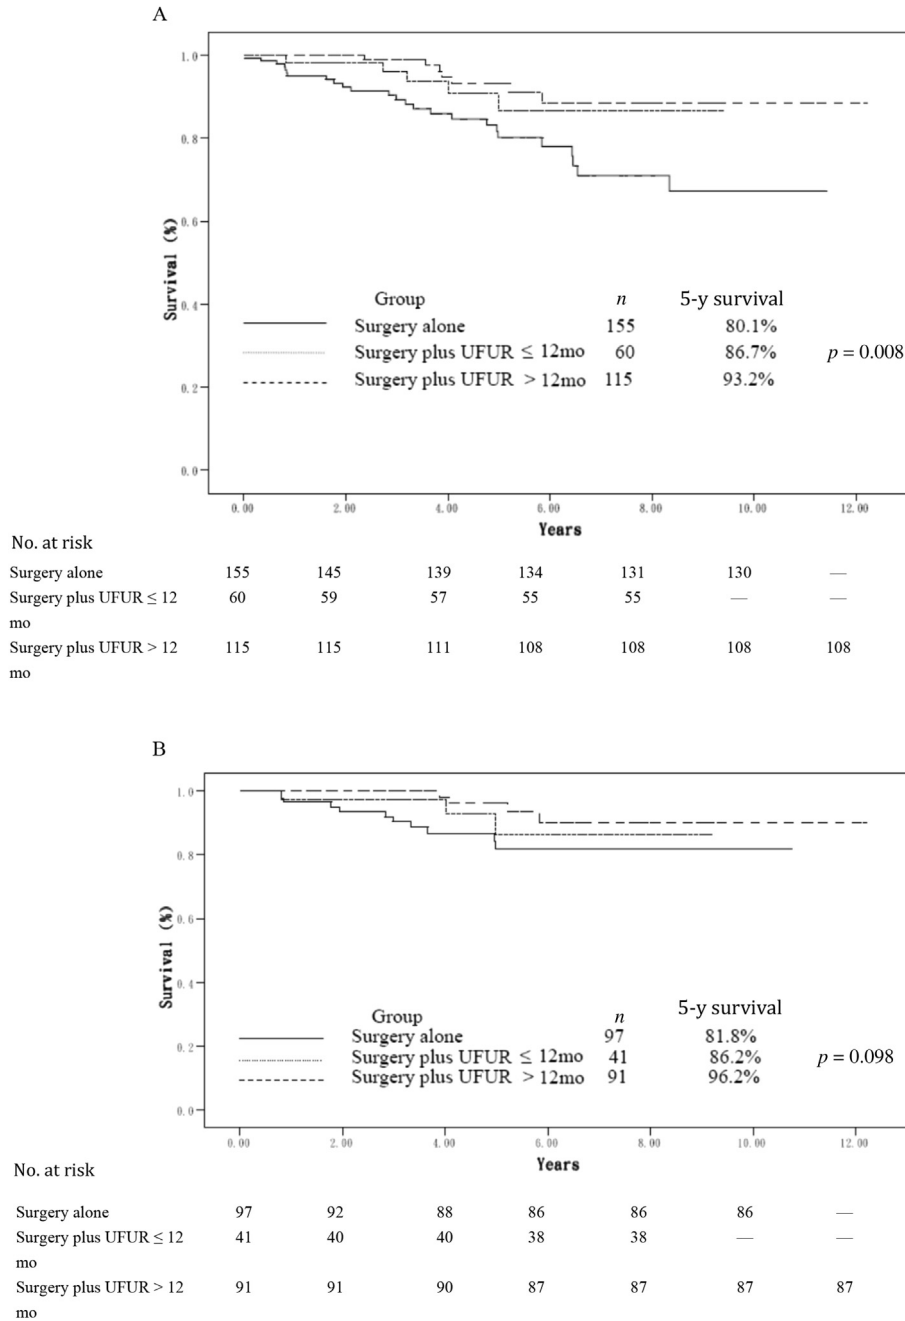 A
1.0
0.8
0.6
0.4
0.2
0.0
Survival (%)
Group n 5-y survival
Surgery alone 155 80.1%
Surgery plus UFUR ≤ 12mo 60 86.7% p = 0.008
Surgery plus UFUR > 12mo 115 93.2%
0.00 2.00 4.00 6.00 8.00 10.00 12.00
Years
No. at risk
Surgery alone 155 145 139 134 131 130 —
Surgery plus UFUR ≤ 12 60 59 57 55 55 — —
mo
Surgery plus UFUR > 12 115 115 111 108 108 108 108
mo
B
1.0
0.8
0.6
0.4
0.2
0.0
Survival (%)
Group n 5-y survival
Surgery alone 97 81.8%
Surgery plus UFUR ≤ 12mo 41 86.2% p = 0.098
Surgery plus UFUR > 12mo 91 96.2%
0.00 2.00 4.00 6.00 8.00 10.00 12.00
Years
No. at risk
Surgery alone 97 92 88 86 86 86 —
Surgery plus UFUR ≤ 12 41 40 40 38 38 — —
mo
Surgery plus UFUR > 12 91 91 90 87 87 87 87
mo